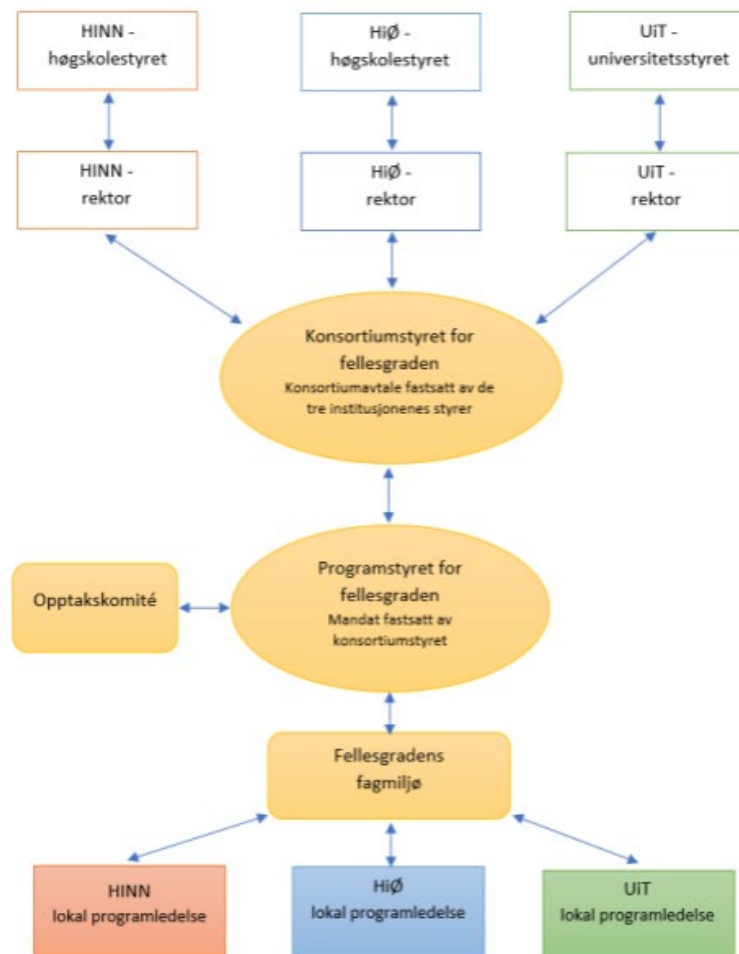 HINN -
høgskolestyret
HiØ -
høgskolestyret
UiT -
universitetsstyret
HINN -
rektor
HiØ -
rektor
UiT -
rektor
Konsortiumstyret for
fellesgraden
Konsortiumavtale fastsatt av de
tre institusjonenes styrer
Opptakskomité
Programstyret for
fellesgraden
Mandat fastsatt av
konsortiumstyret
Fellesgradens
fagmiljø
HINN
lokal programledelse
HiØ
lokal programledelse
UiT
lokal programledelse